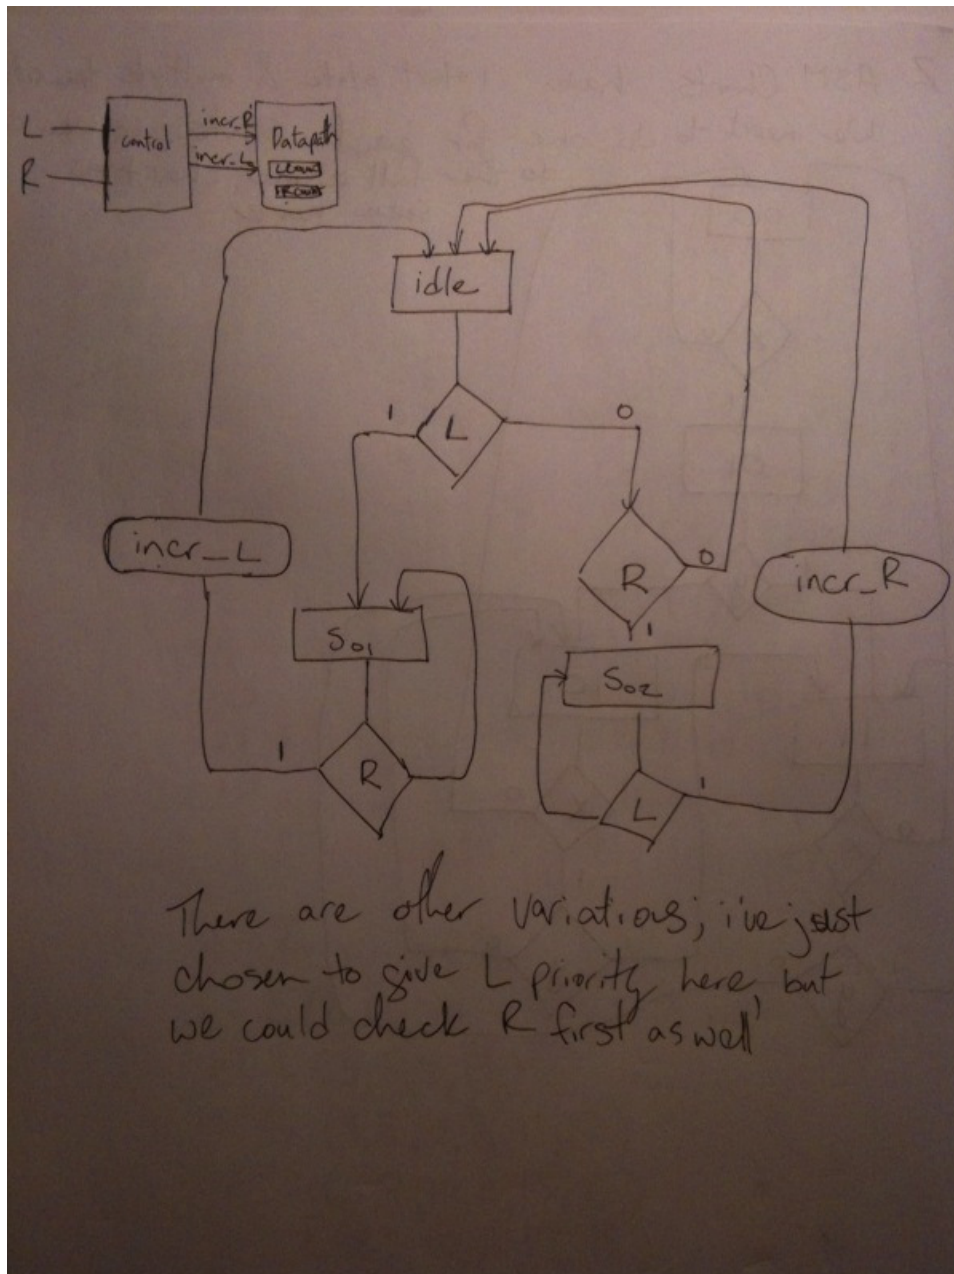 L
R
control
incr_R
incr_L
Datapath
idle
L
1
0
incr_L
R
0
1
incr_R
S01
S02
R
1
L
1
There are other variations; i've just
chosen to give L priority here, but
we could check R first as well